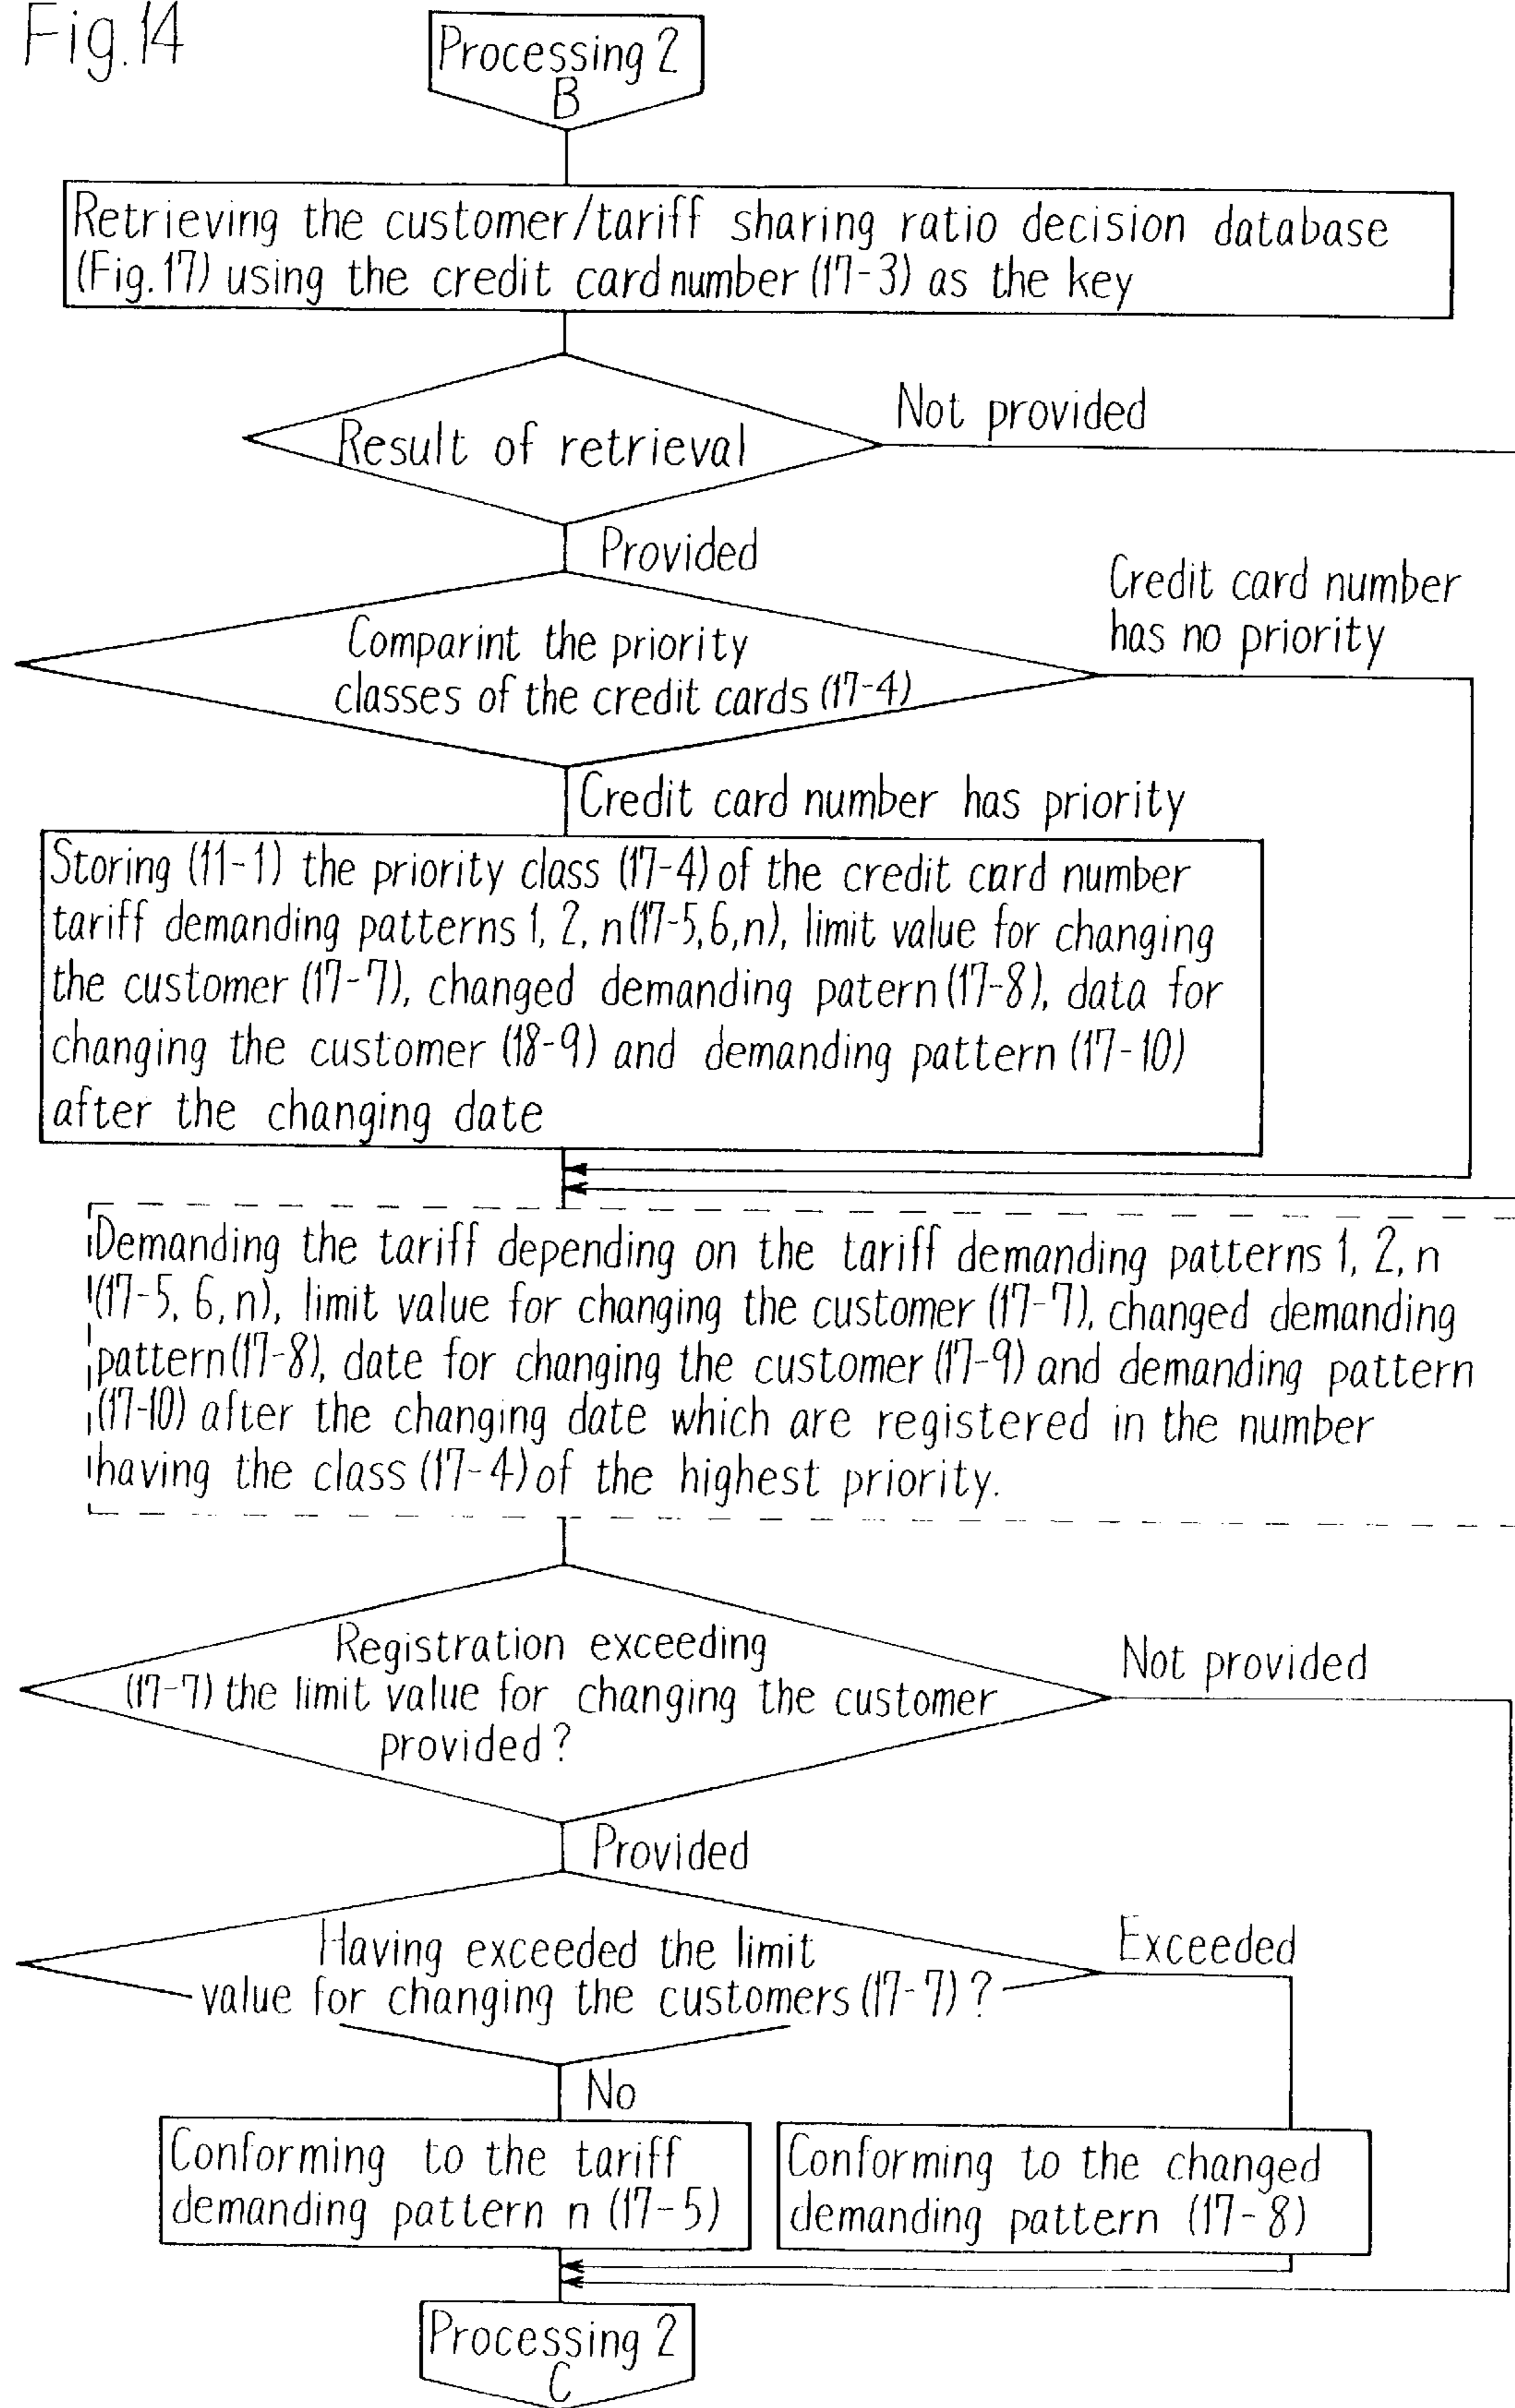 Fig.14
Processing 2
B
Retrieving the customer/tariff sharing ratio decision database
(Fig.17) using the credit card number (17-3) as the key
Result of retrieval
Not provided
Provided
Comparint the priority
classes of the credit cards (17-4)
Credit card number
has no priority
Credit card number has priority
Storing (11-1) the priority class (17-4) of the credit card number
tariff demanding patterns 1, 2, n(17-5,6,n), limit value for changing
the customer (17-7), changed demanding patern (17-8), data for
changing the customer (18-9) and demanding pattern (17-10)
after the changing date
Demanding the tariff depending on the tariff demanding patterns 1, 2, n
(17-5, 6, n), limit value for changing the customer (17-7), changed demanding
pattern(17-8), date for changing the customer (17-9) and demanding pattern
(17-10) after the changing date which are registered in the number
having the class (17-4) of the highest priority.
Registration exceeding
(17-7) the limit value for changing the customer
provided?
Not provided
Provided
Having exceeded the limit
value for changing the customers (17-7)?
Exceeded
No
Conforming to the tariff
demanding pattern n (17-5)
Conforming to the changed
demanding pattern (17-8)
Processing 2
C